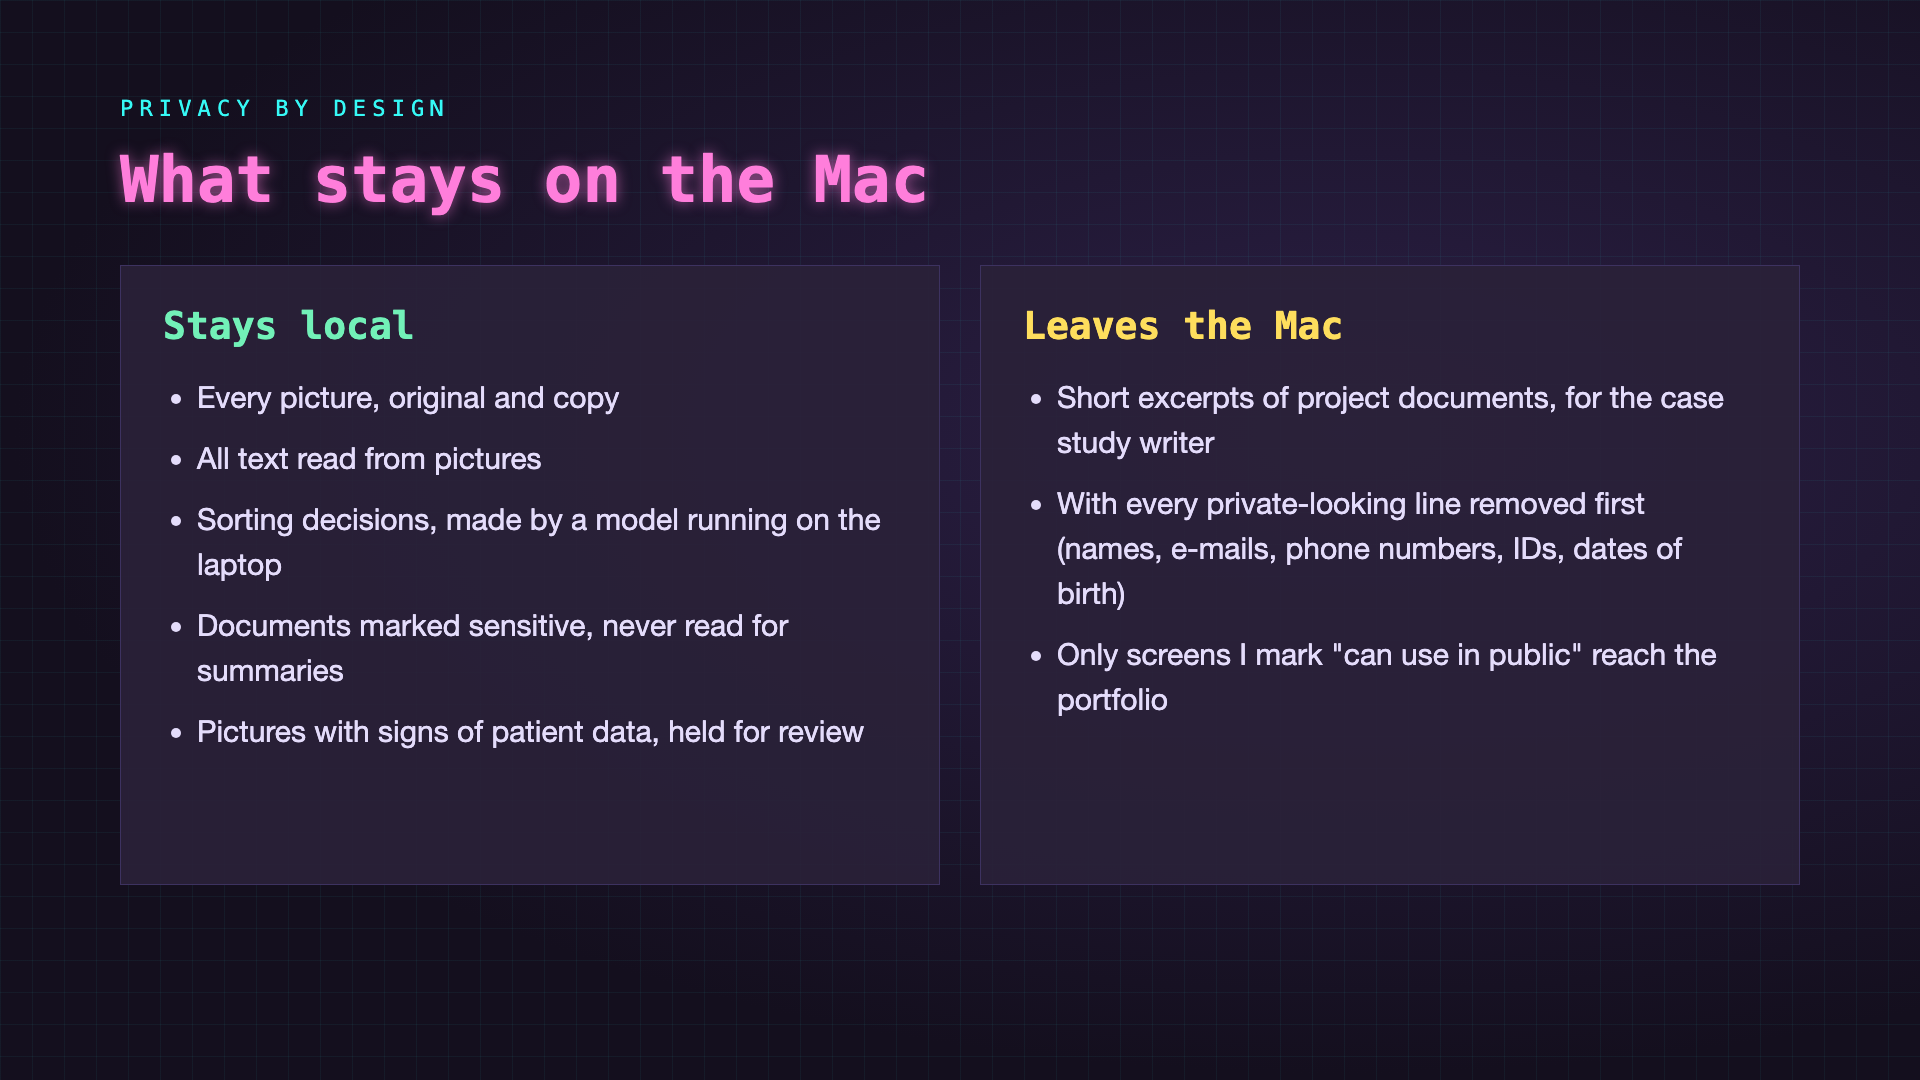 PRIVACY BY DESIGN
What stays on the Mac
Stays local
• Every picture, original and copy
• All text read from pictures
• Sorting decisions, made by a model running on the
laptop
• Documents marked sensitive, never read for
summaries
• Pictures with signs of patient data, held for review
Leaves the Mac
• Short excerpts of project documents, for the case
study writer
• With every private-looking line removed first
(names, e-mails, phone numbers, IDs, dates of
birth)
• Only screens I mark "can use in public" reach the
portfolio